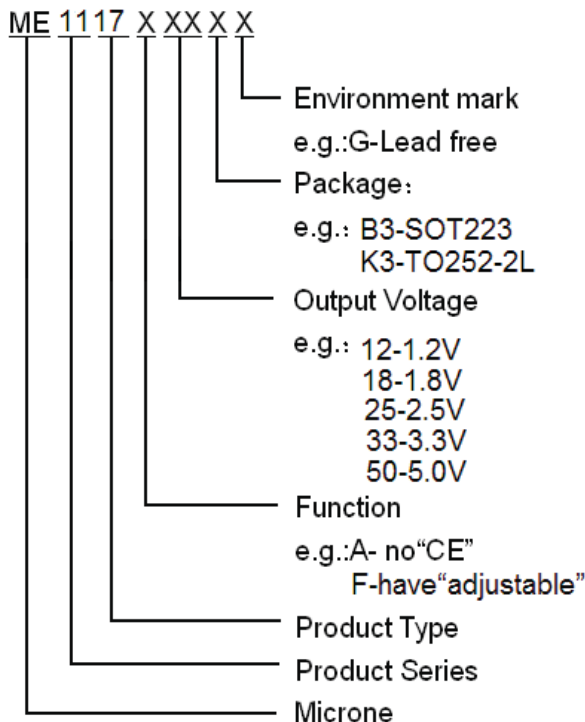 ME 11 17 X XX X X
Environment mark
e.g.:G-Lead free
Package：
e.g.：B3-SOT223
K3-TO252-2L
Output Voltage
e.g.：12-1.2V
18-1.8V
25-2.5V
33-3.3V
50-5.0V
Function
e.g.:A- no“CE”
F-have“adjustable”
Product Type
Product Series
Microne